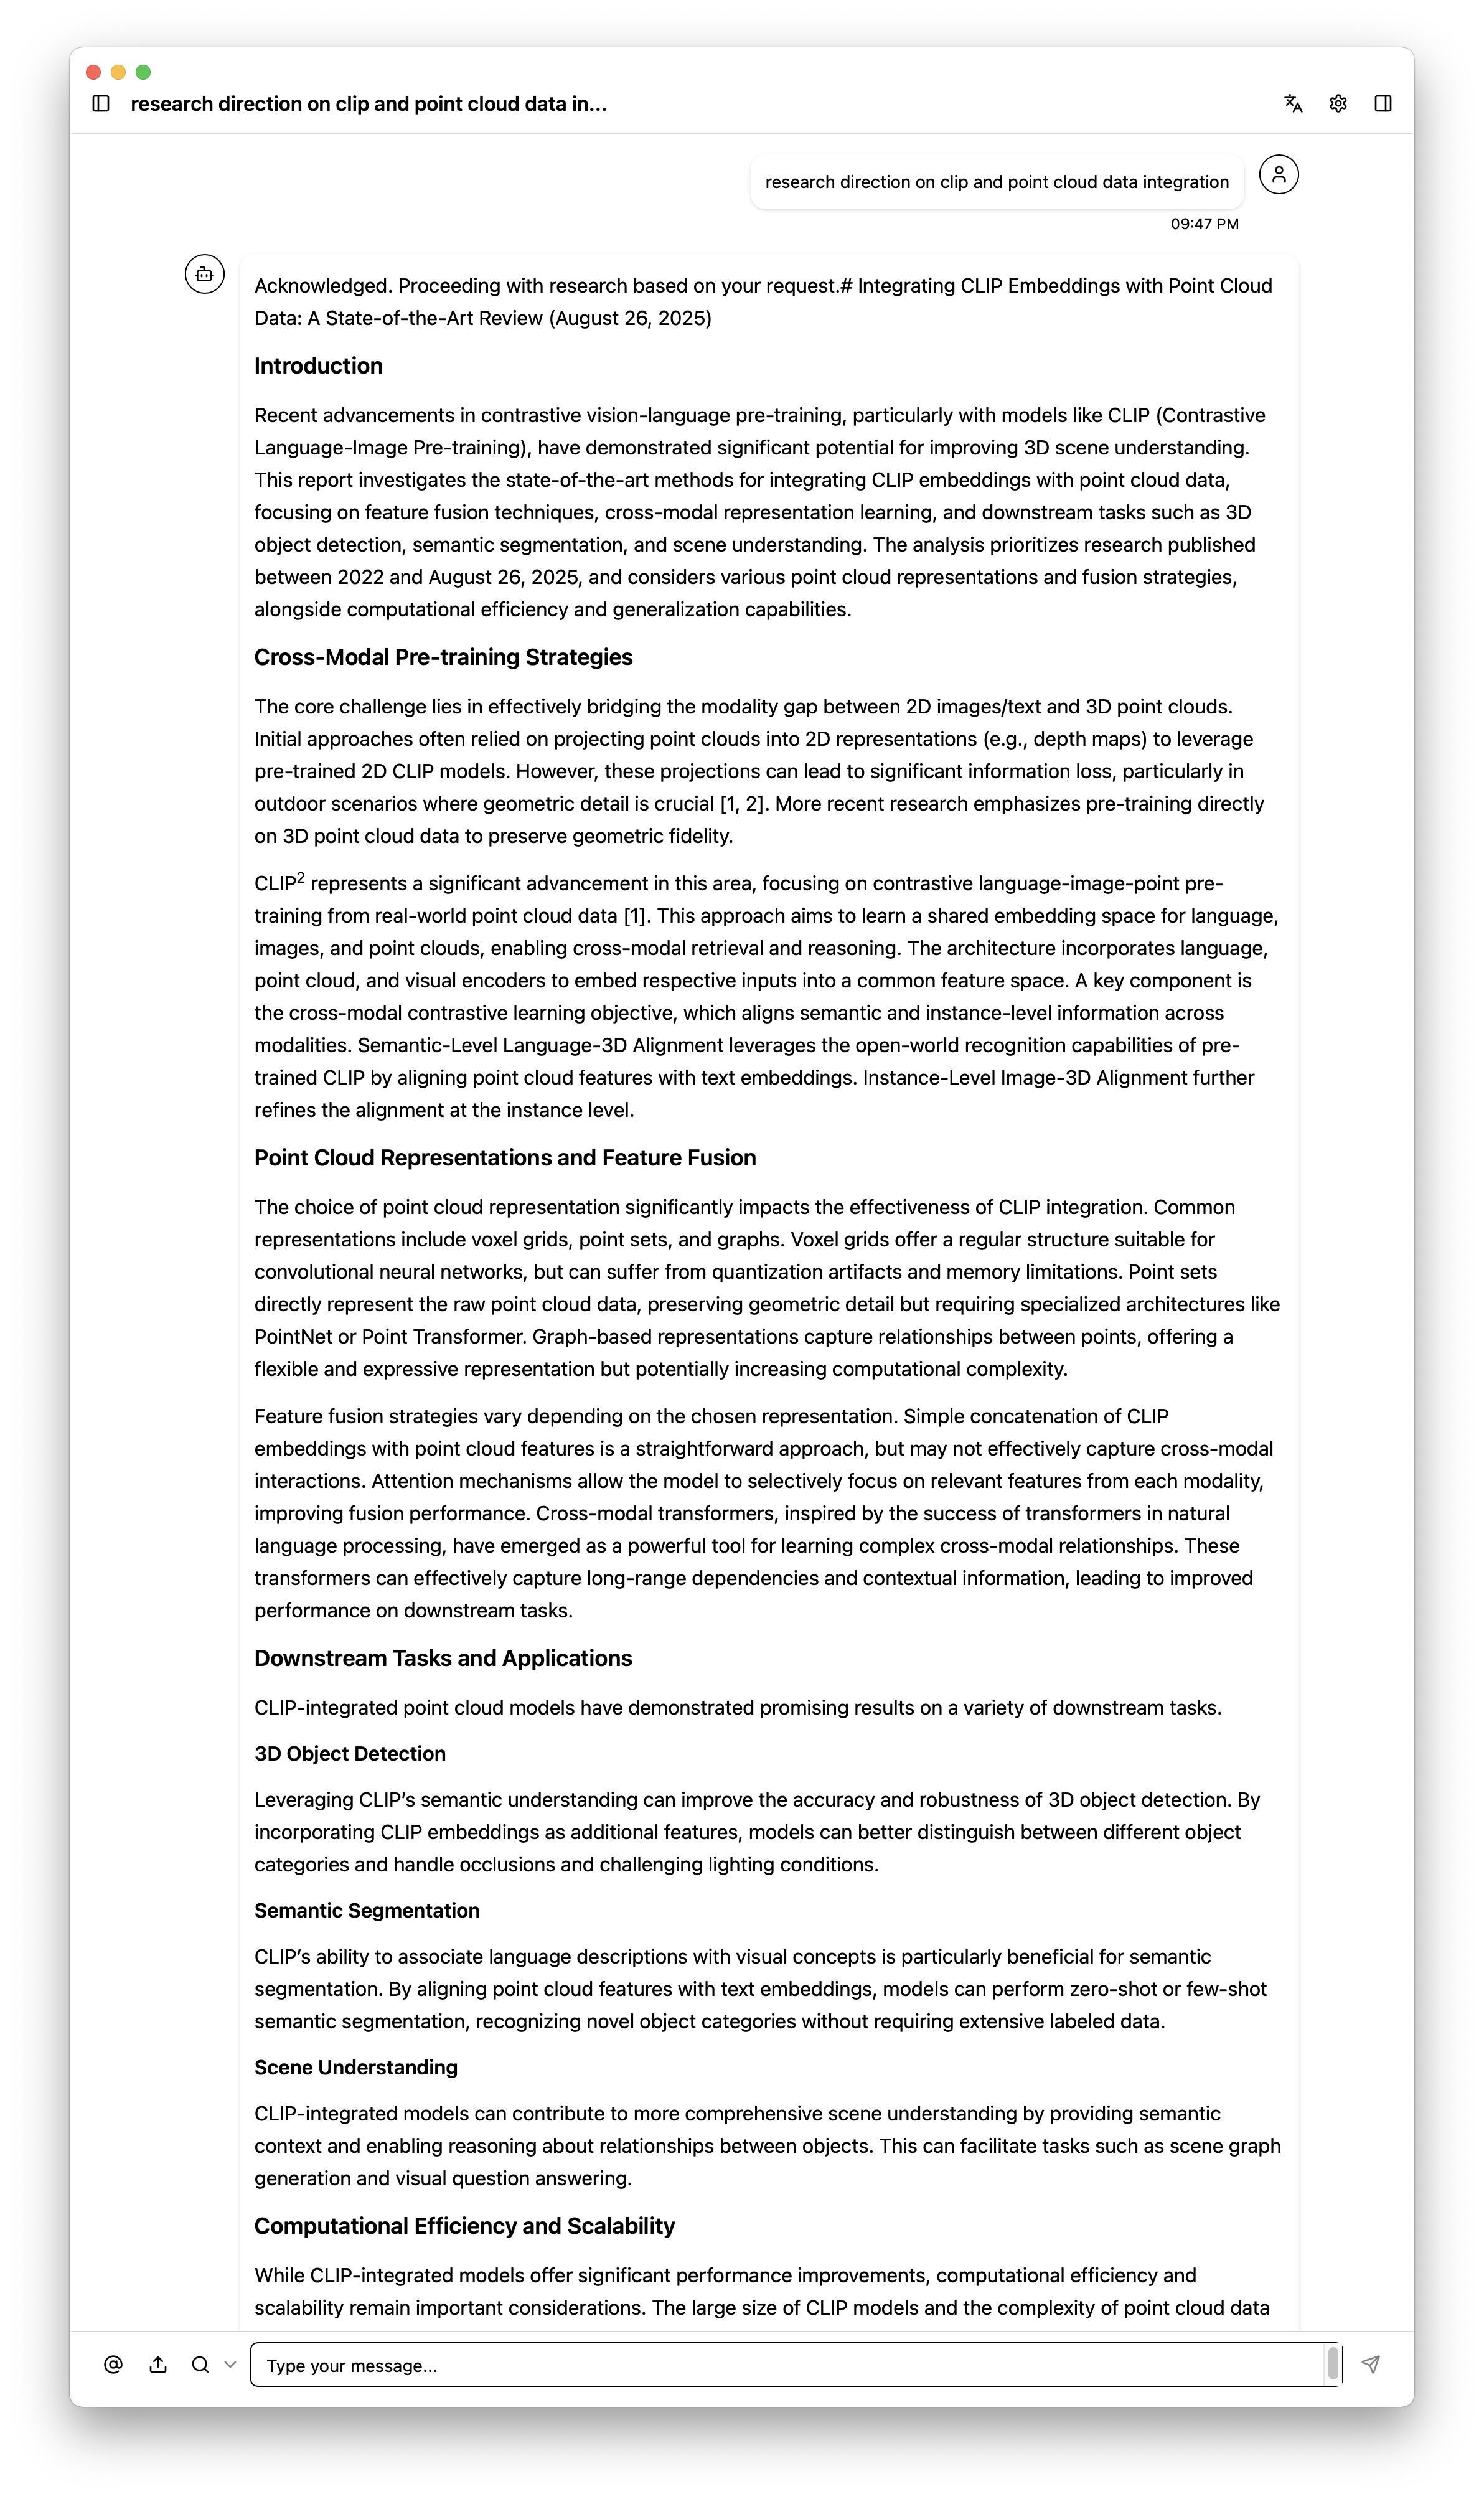 research direction on clip and point cloud data in...
research direction on clip and point cloud data integration
09:47 PM
Acknowledged. Proceeding with research based on your request.# Integrating CLIP Embeddings with Point Cloud
Data: A State-of-the-Art Review (August 26, 2025)
Introduction
Recent advancements in contrastive vision-language pre-training, particularly with models like CLIP (Contrastive
Language-Image Pre-training), have demonstrated significant potential for improving 3D scene understanding.
This report investigates the state-of-the-art methods for integrating CLIP embeddings with point cloud data,
focusing on feature fusion techniques, cross-modal representation learning, and downstream tasks such as 3D
object detection, semantic segmentation, and scene understanding. The analysis prioritizes research published
between 2022 and August 26, 2025, and considers various point cloud representations and fusion strategies,
alongside computational efficiency and generalization capabilities.
Cross-Modal Pre-training Strategies
The core challenge lies in effectively bridging the modality gap between 2D images/text and 3D point clouds.
Initial approaches often relied on projecting point clouds into 2D representations (e.g., depth maps) to leverage
pre-trained 2D CLIP models. However, these projections can lead to significant information loss, particularly in
outdoor scenarios where geometric detail is crucial [1, 2]. More recent research emphasizes pre-training directly
on 3D point cloud data to preserve geometric fidelity.
CLIP² represents a significant advancement in this area, focusing on contrastive language-image-point pre-
training from real-world point cloud data [1]. This approach aims to learn a shared embedding space for language,
images, and point clouds, enabling cross-modal retrieval and reasoning. The architecture incorporates language,
point cloud, and visual encoders to embed respective inputs into a common feature space. A key component is
the cross-modal contrastive learning objective, which aligns semantic and instance-level information across
modalities. Semantic-Level Language-3D Alignment leverages the open-world recognition capabilities of pre-
trained CLIP by aligning point cloud features with text embeddings. Instance-Level Image-3D Alignment further
refines the alignment at the instance level.
Point Cloud Representations and Feature Fusion
The choice of point cloud representation significantly impacts the effectiveness of CLIP integration. Common
representations include voxel grids, point sets, and graphs. Voxel grids offer a regular structure suitable for
convolutional neural networks, but can suffer from quantization artifacts and memory limitations. Point sets
directly represent the raw point cloud data, preserving geometric detail but requiring specialized architectures like
PointNet or Point Transformer. Graph-based representations capture relationships between points, offering a
flexible and expressive representation but potentially increasing computational complexity.
Feature fusion strategies vary depending on the chosen representation. Simple concatenation of CLIP
embeddings with point cloud features is a straightforward approach, but may not effectively capture cross-modal
interactions. Attention mechanisms allow the model to selectively focus on relevant features from each modality,
improving fusion performance. Cross-modal transformers, inspired by the success of transformers in natural
language processing, have emerged as a powerful tool for learning complex cross-modal relationships. These
transformers can effectively capture long-range dependencies and contextual information, leading to improved
performance on downstream tasks.
Downstream Tasks and Applications
CLIP-integrated point cloud models have demonstrated promising results on a variety of downstream tasks.
3D Object Detection
Leveraging CLIP’s semantic understanding can improve the accuracy and robustness of 3D object detection. By
incorporating CLIP embeddings as additional features, models can better distinguish between different object
categories and handle occlusions and challenging lighting conditions.
Semantic Segmentation
CLIP’s ability to associate language descriptions with visual concepts is particularly beneficial for semantic
segmentation. By aligning point cloud features with text embeddings, models can perform zero-shot or few-shot
semantic segmentation, recognizing novel object categories without requiring extensive labeled data.
Scene Understanding
CLIP-integrated models can contribute to more comprehensive scene understanding by providing semantic
context and enabling reasoning about relationships between objects. This can facilitate tasks such as scene graph
generation and visual question answering.
Computational Efficiency and Scalability
While CLIP-integrated models offer significant performance improvements, computational efficiency and
scalability remain important considerations. The large size of CLIP models and the complexity of point cloud data
Type your message...